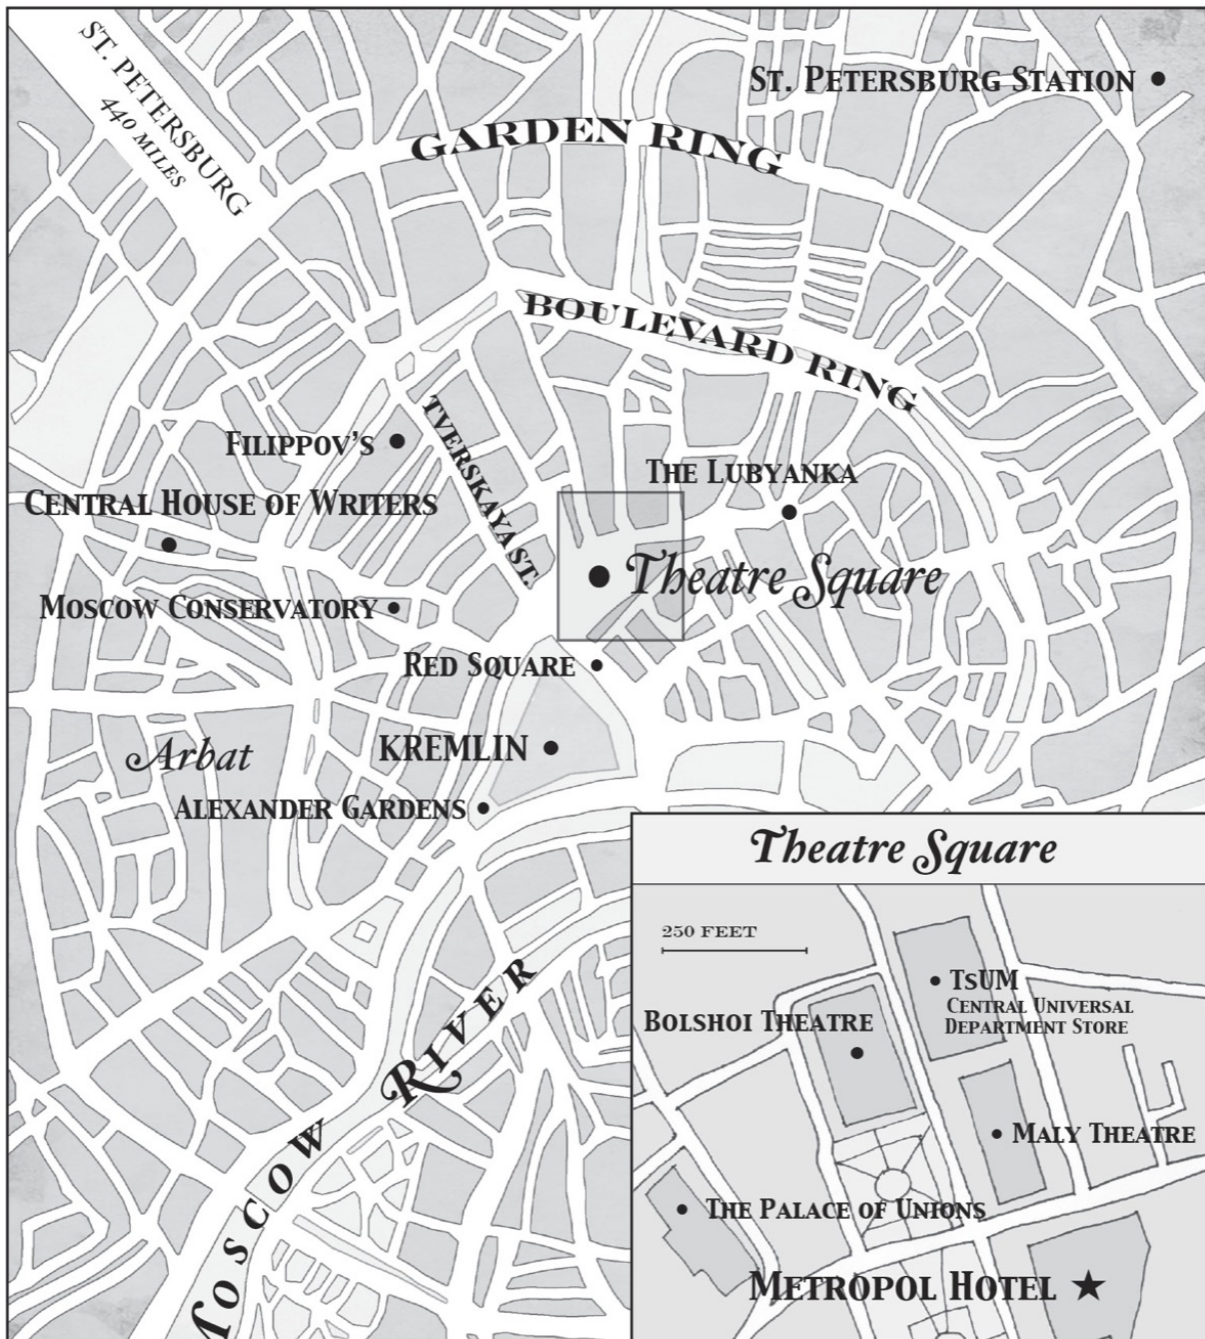 ST. PETERSBURG
440 MILES
ST. PETERSBURG STATION
GARDEN RING
BOULEVARD RING
TVERSKAYA ST.
FILIPPOV'S
THE LUBYANKA
CENTRAL HOUSE OF WRITERS
Theatre Square
MOSCOW CONSERVATORY
RED SQUARE
KREMLIN
Arbat
ALEXANDER GARDENS
MOSCOW RIVER
Theatre Square
250 FEET
TSUM
CENTRAL UNIVERSAL
DEPARTMENT STORE
BOLSHOI THEATRE
MALY THEATRE
THE PALACE OF UNIONS
METROPOL HOTEL